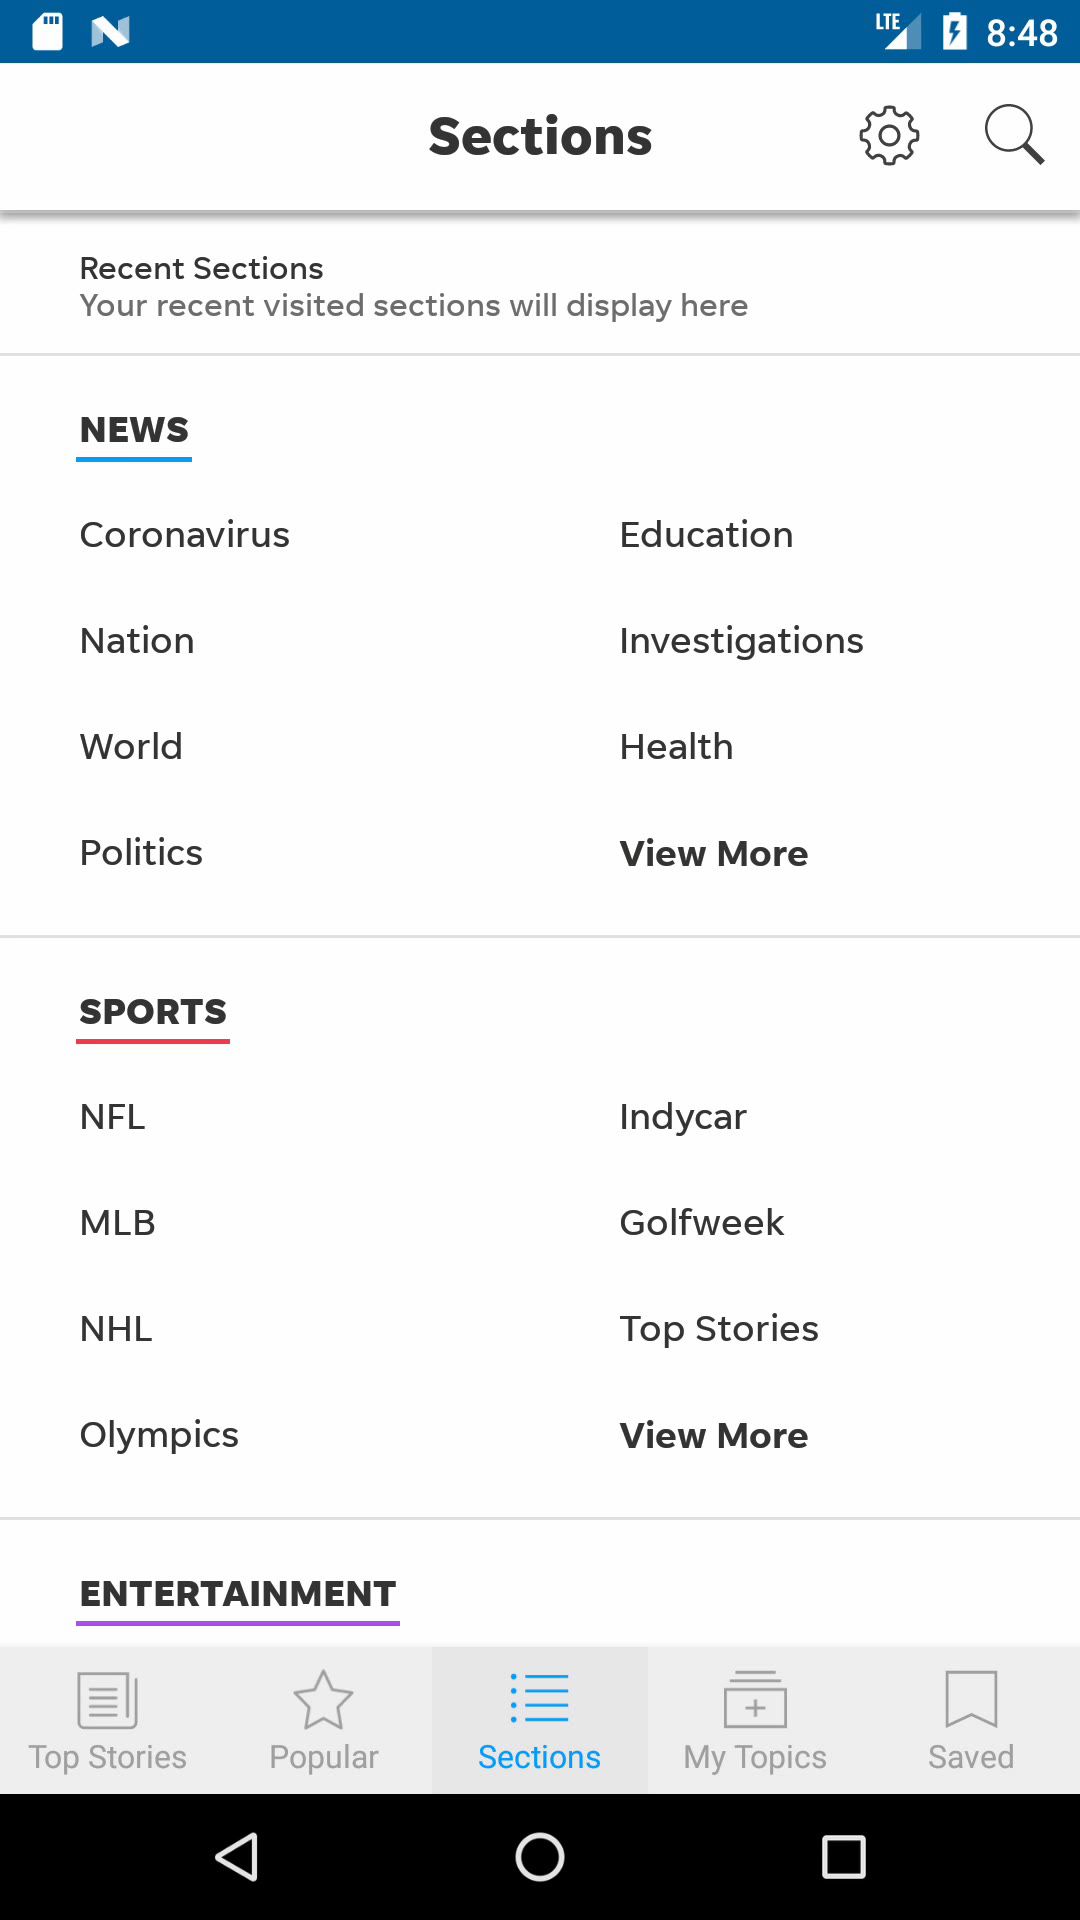 LTE 8:48
Sections
Recent Sections
Your recent visited sections will display here
NEWS
Coronavirus Education
Nation Investigations
World Health
Politics View More
SPORTS
NFL Indycar
MLB Golfweek
NHL Top Stories
Olympics View More
ENTERTAINMENT
Top Stories Popular Sections My Topics Saved